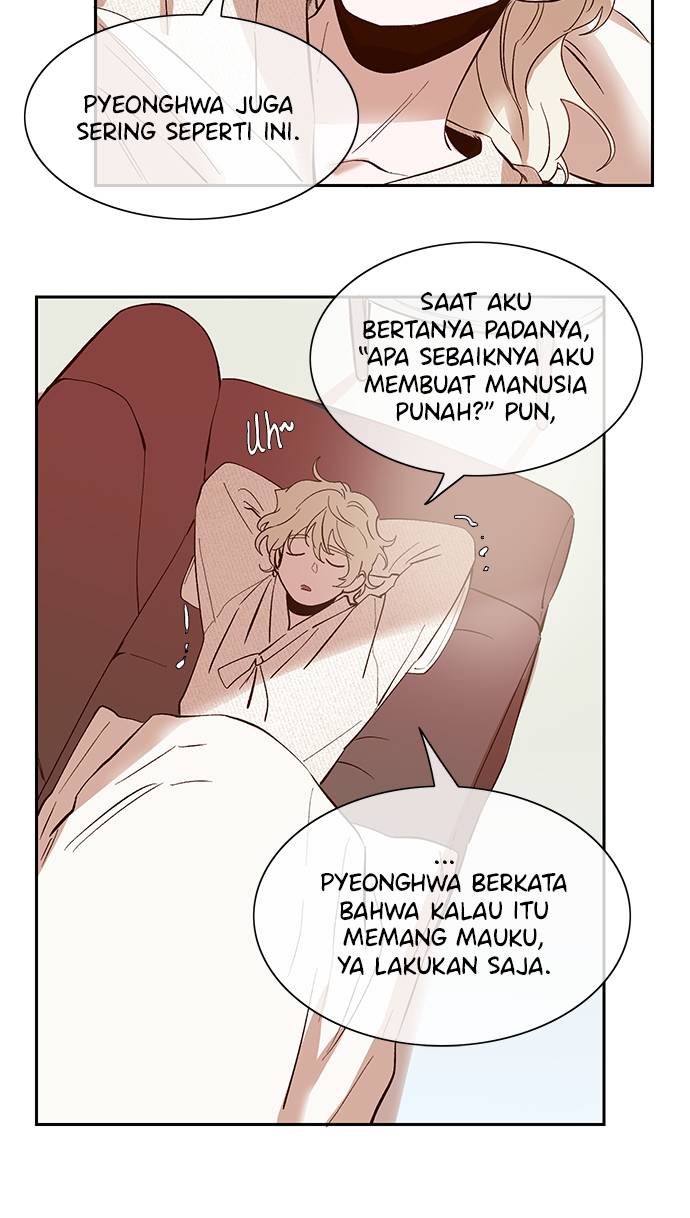 PYEONGHWA JUGA
SERING SEPERTI INI.
SAAT AKU
BERTANYA PADANYA,
“APA SEBAIKNYA AKU
MEMBUAT MANUSIA
PUNAH?” PUN,
Uh~
...
PYEONGHWA BERKATA
BAHWA KALAU ITU
MEMANG MAUKU,
YA LAKUKAN SAJA.